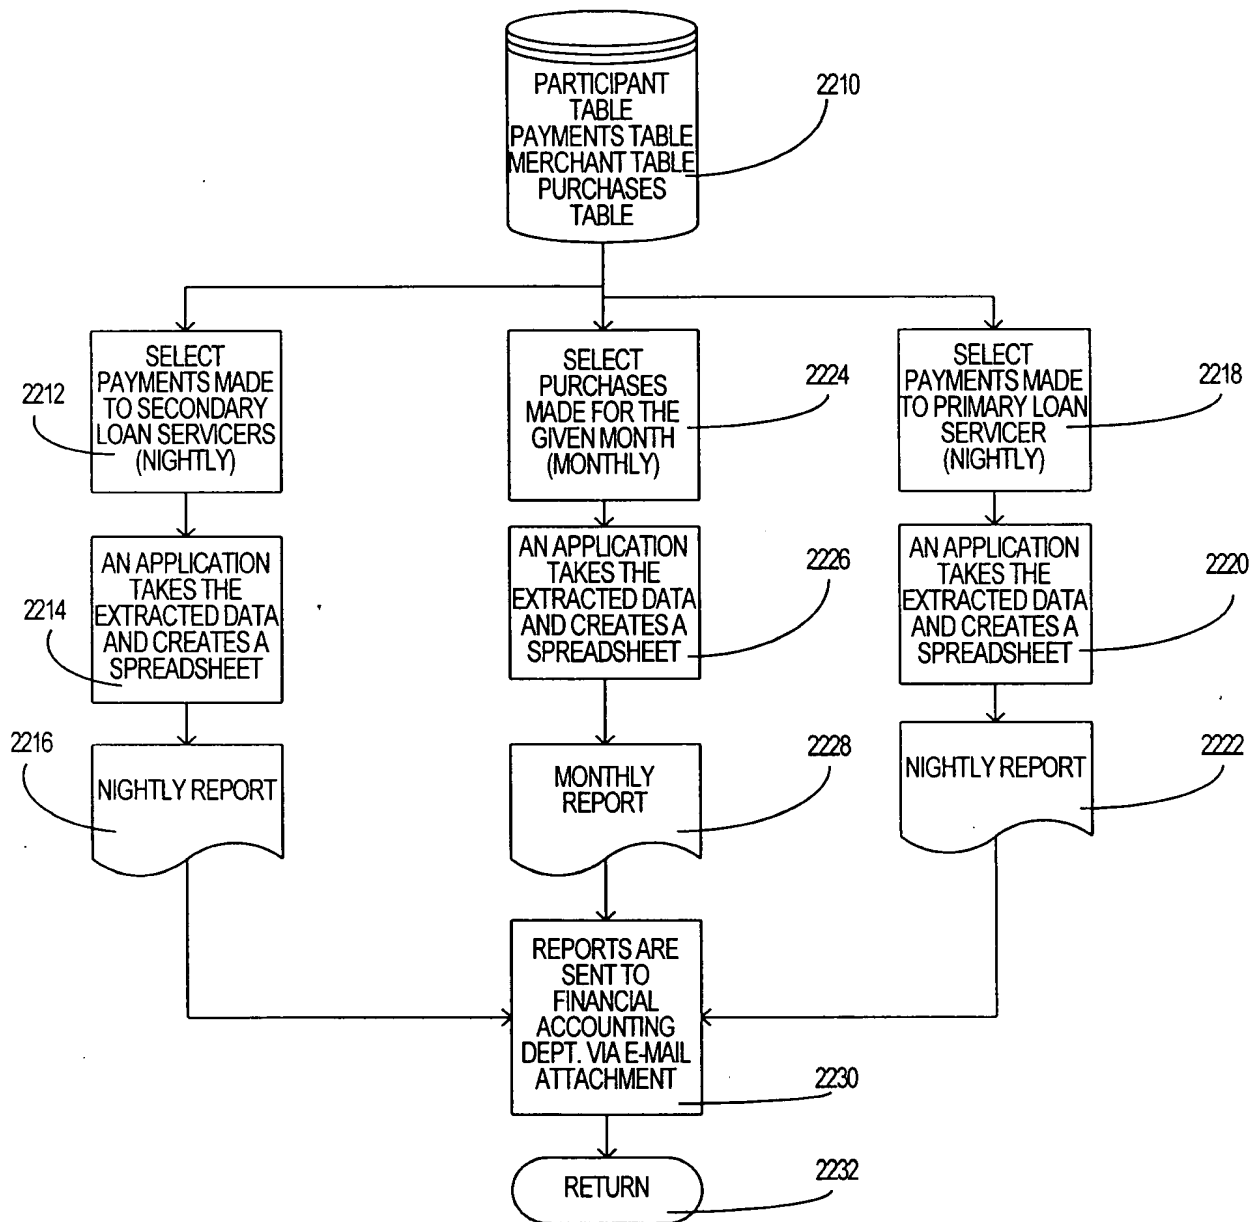 PARTICIPANT
TABLE
PAYMENTS TABLE
MERCHANT TABLE
PURCHASES
TABLE
2210
SELECT
PAYMENTS MADE
TO SECONDARY
LOAN SERVICERS
(NIGHTLY)
2212
SELECT
PURCHASES
MADE FOR THE
GIVEN MONTH
(MONTHLY)
2224
SELECT
PAYMENTS MADE
TO PRIMARY LOAN
SERVICER
(NIGHTLY)
2218
AN APPLICATION
TAKES THE
EXTRACTED DATA
AND CREATES A
SPREADSHEET
2214
AN APPLICATION
TAKES THE
EXTRACTED DATA
AND CREATES A
SPREADSHEET
2226
AN APPLICATION
TAKES THE
EXTRACTED DATA
AND CREATES A
SPREADSHEET
2220
2216
NIGHTLY REPORT
MONTHLY
REPORT
2228
NIGHTLY REPORT
2222
REPORTS ARE
SENT TO
FINANCIAL
ACCOUNTING
DEPT. VIA E-MAIL
ATTACHMENT
2230
RETURN
2232